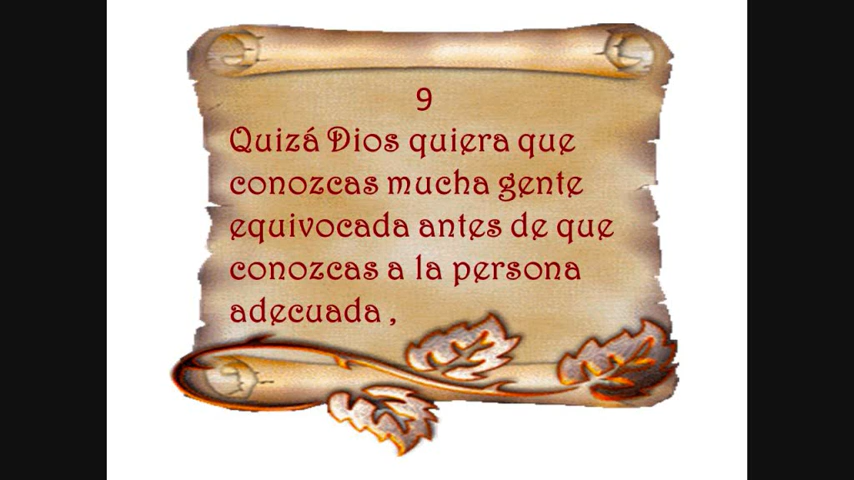 9
Quizá Dios quiera que
conozcas mucha gente
equivocada antes de que
conozcas a la persona
adecuada ,